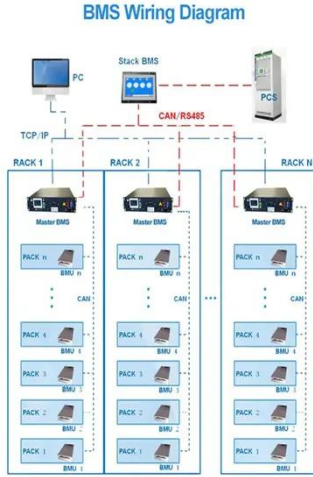 BMS Wiring Diagram
PC
Stack BMS
PCS
CAN/RS485
TCP/IP
RACK 1
RACK 2
RACK N
Master BMS
Master BMS
Master BMS
PACK n
BMU n
PACK n
BMU n
PACK n
BMU n
CAN
CAN
CAN
PACK 4
BMU 4
PACK 4
BMU 4
PACK 4
BMU 4
PACK 3
BMU 3
PACK 3
BMU 3
PACK 3
BMU 3
PACK 2
BMU 2
PACK 2
BMU 2
PACK 2
BMU 2
PACK 1
BMU 1
PACK 1
BMU 1
PACK 1
BMU 1